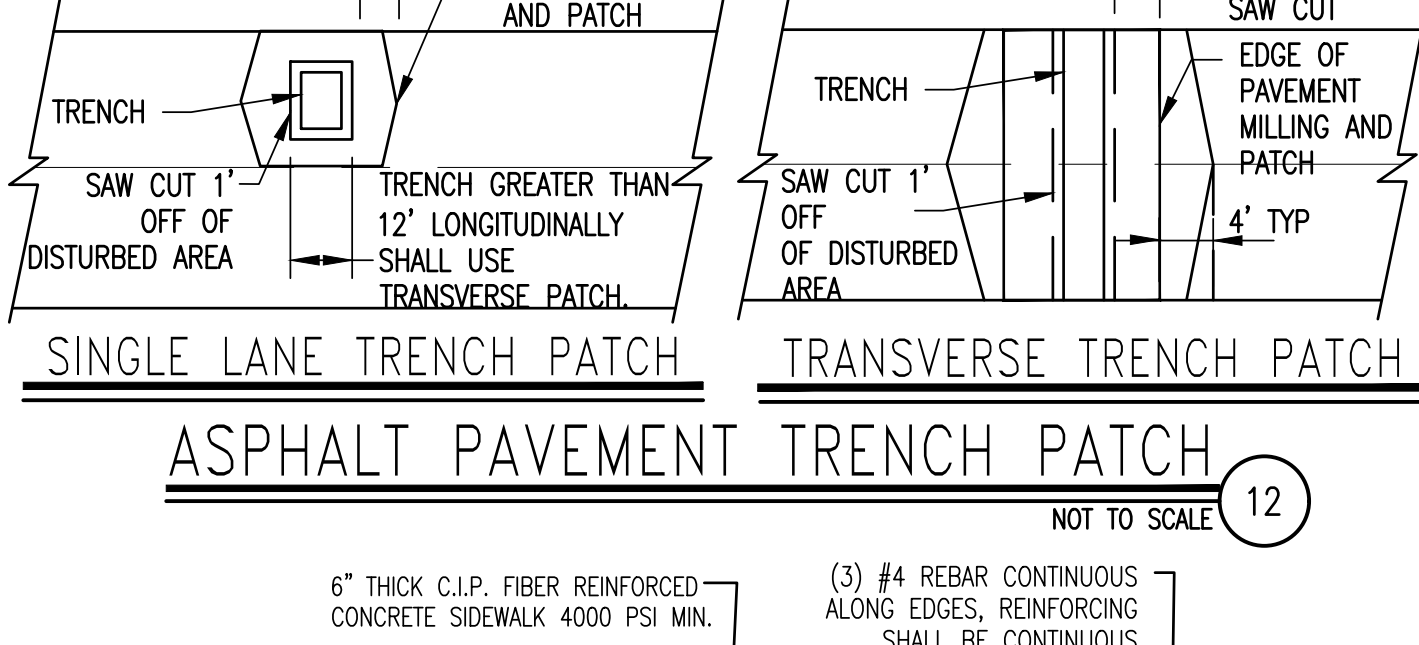 AND PATCH
TRENCH
SAW CUT 1'
OFF OF
DISTURBED AREA
TRENCH GREATER THAN
12' LONGITUDINALLY
SHALL USE
TRANSVERSE PATCH.
SINGLE LANE TRENCH PATCH
SAW CUT
EDGE OF
PAVEMENT
MILLING AND
PATCH
TRENCH
SAW CUT 1'
OFF
OF DISTURBED
AREA
4' TYP
TRANSVERSE TRENCH PATCH
ASPHALT PAVEMENT TRENCH PATCH
12
NOT TO SCALE
6" THICK C.I.P. FIBER REINFORCED
CONCRETE SIDEWALK 4000 PSI MIN.
(3) #4 REBAR CONTINUOUS
ALONG EDGES, REINFORCING
SHALL BE CONTINUOUS